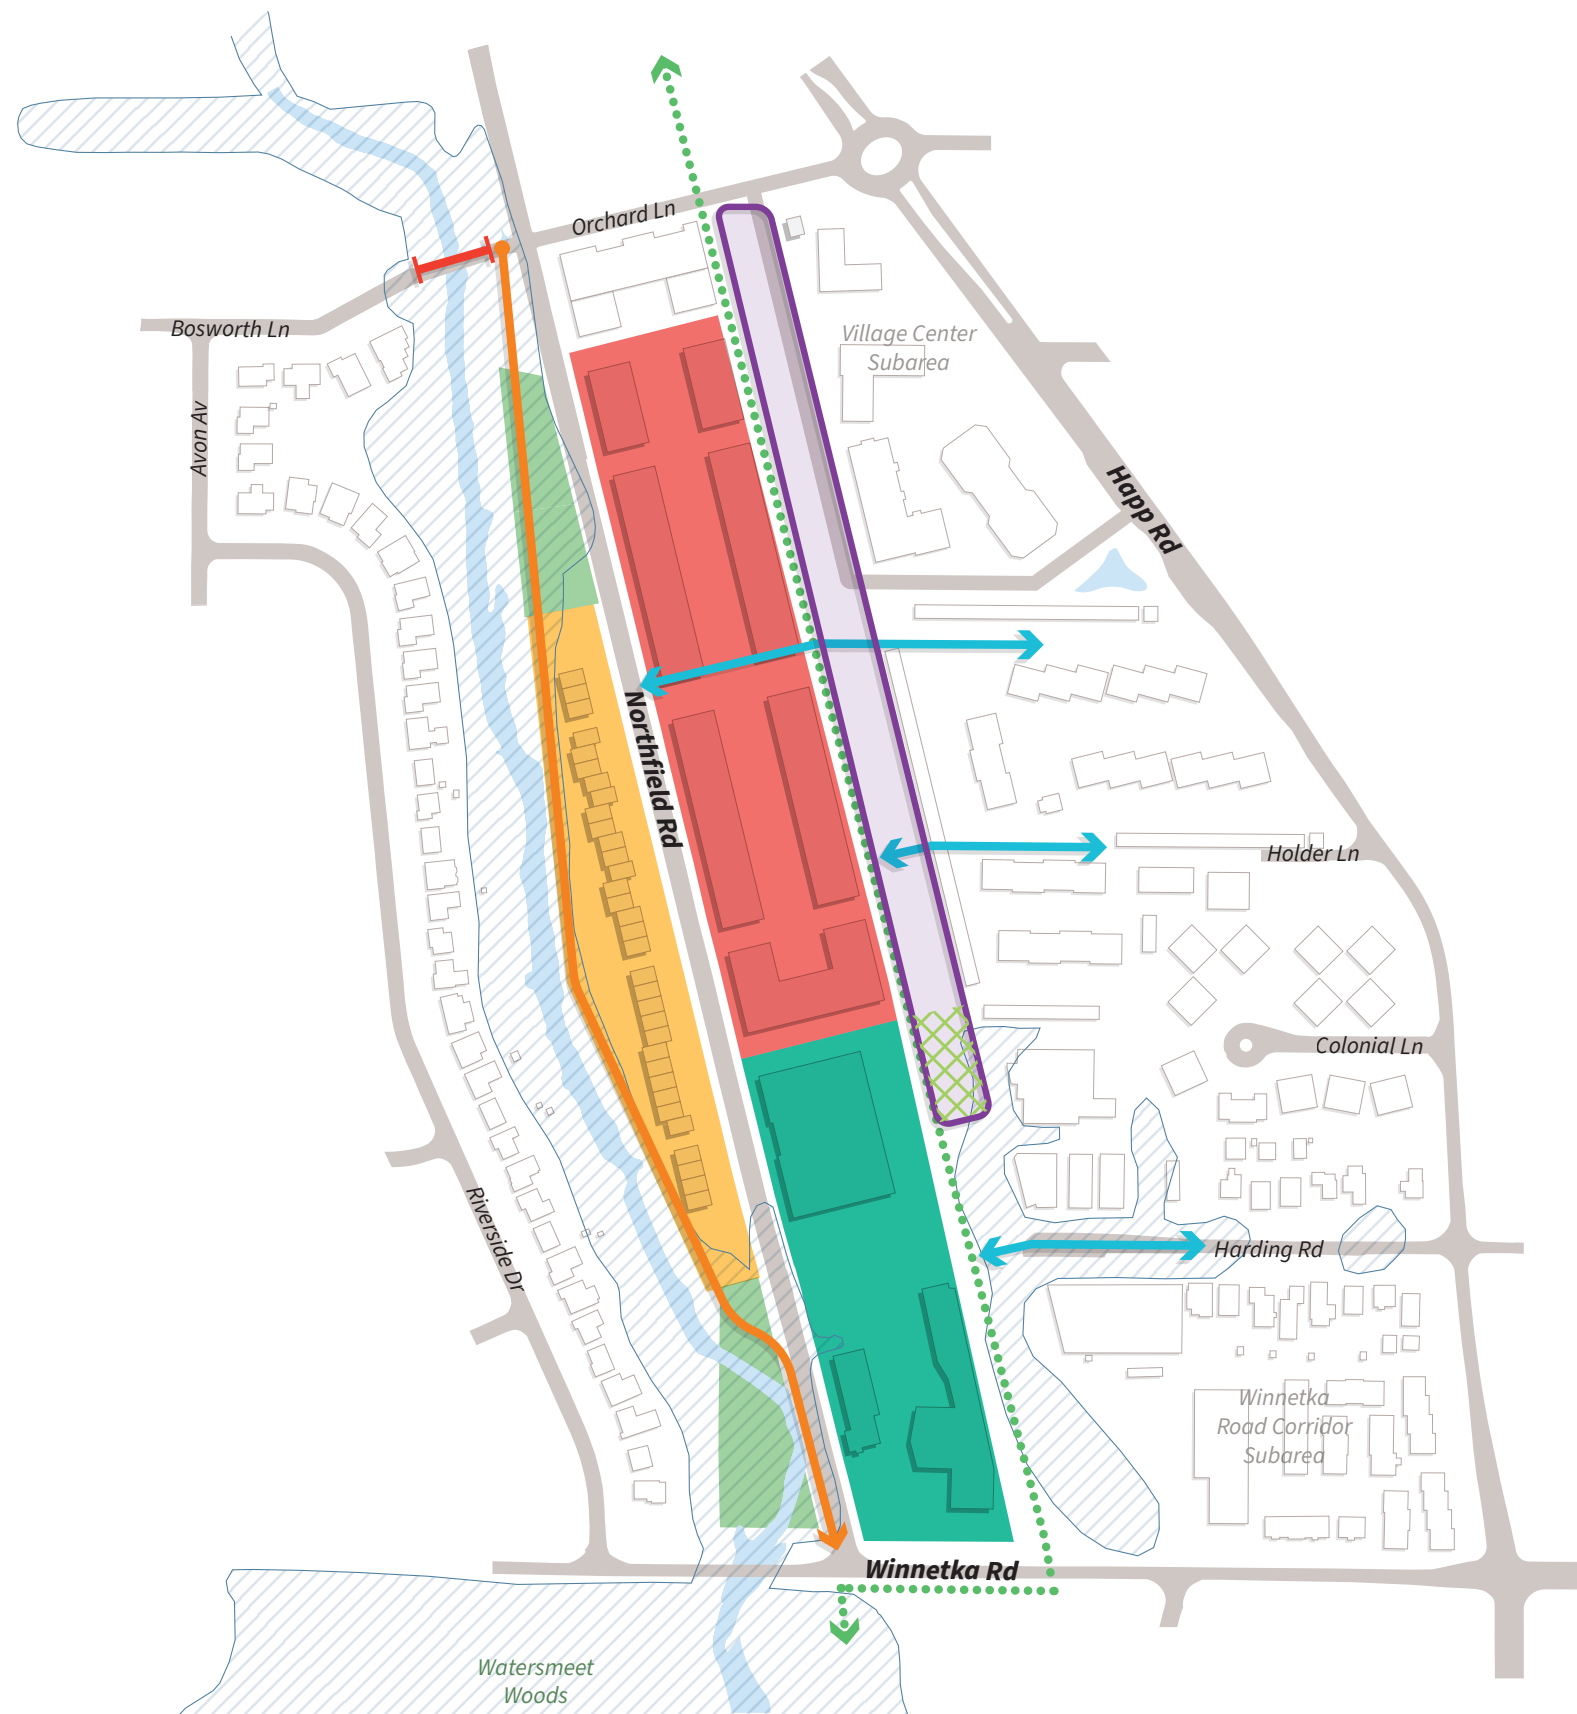 Orchard Ln
Bosworth Ln
Village Center
Subarea
Avon Av
Happ Rd
Northfield Rd
Holder Ln
Colonial Ln
Riverside Dr
Harding Rd
Winnetka
Road Corridor
Subarea
Winnetka Rd
Watersmeet
Woods